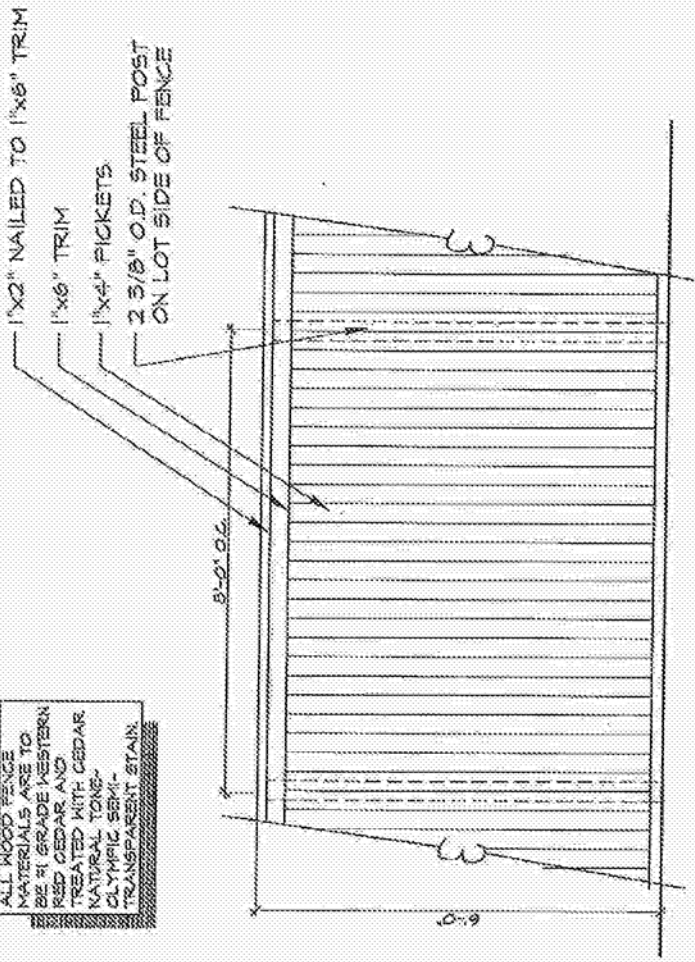 ALL WOOD FENCE
MATERIALS ARE TO
BE #1 GRADE WESTERN
RED CEDAR AND
TREATED WITH CEDAR
NATURAL TONE-
OLYMPIC SEMI-
TRANSPARENT STAIN.
1"X2" NAILED TO 1"x6" TRIM
1"x6" TRIM
1"x4" PICKETS
2 3/8" O.D. STEEL POST
ON LOT SIDE OF FENCE
8'-0" O.C.
6'-0"